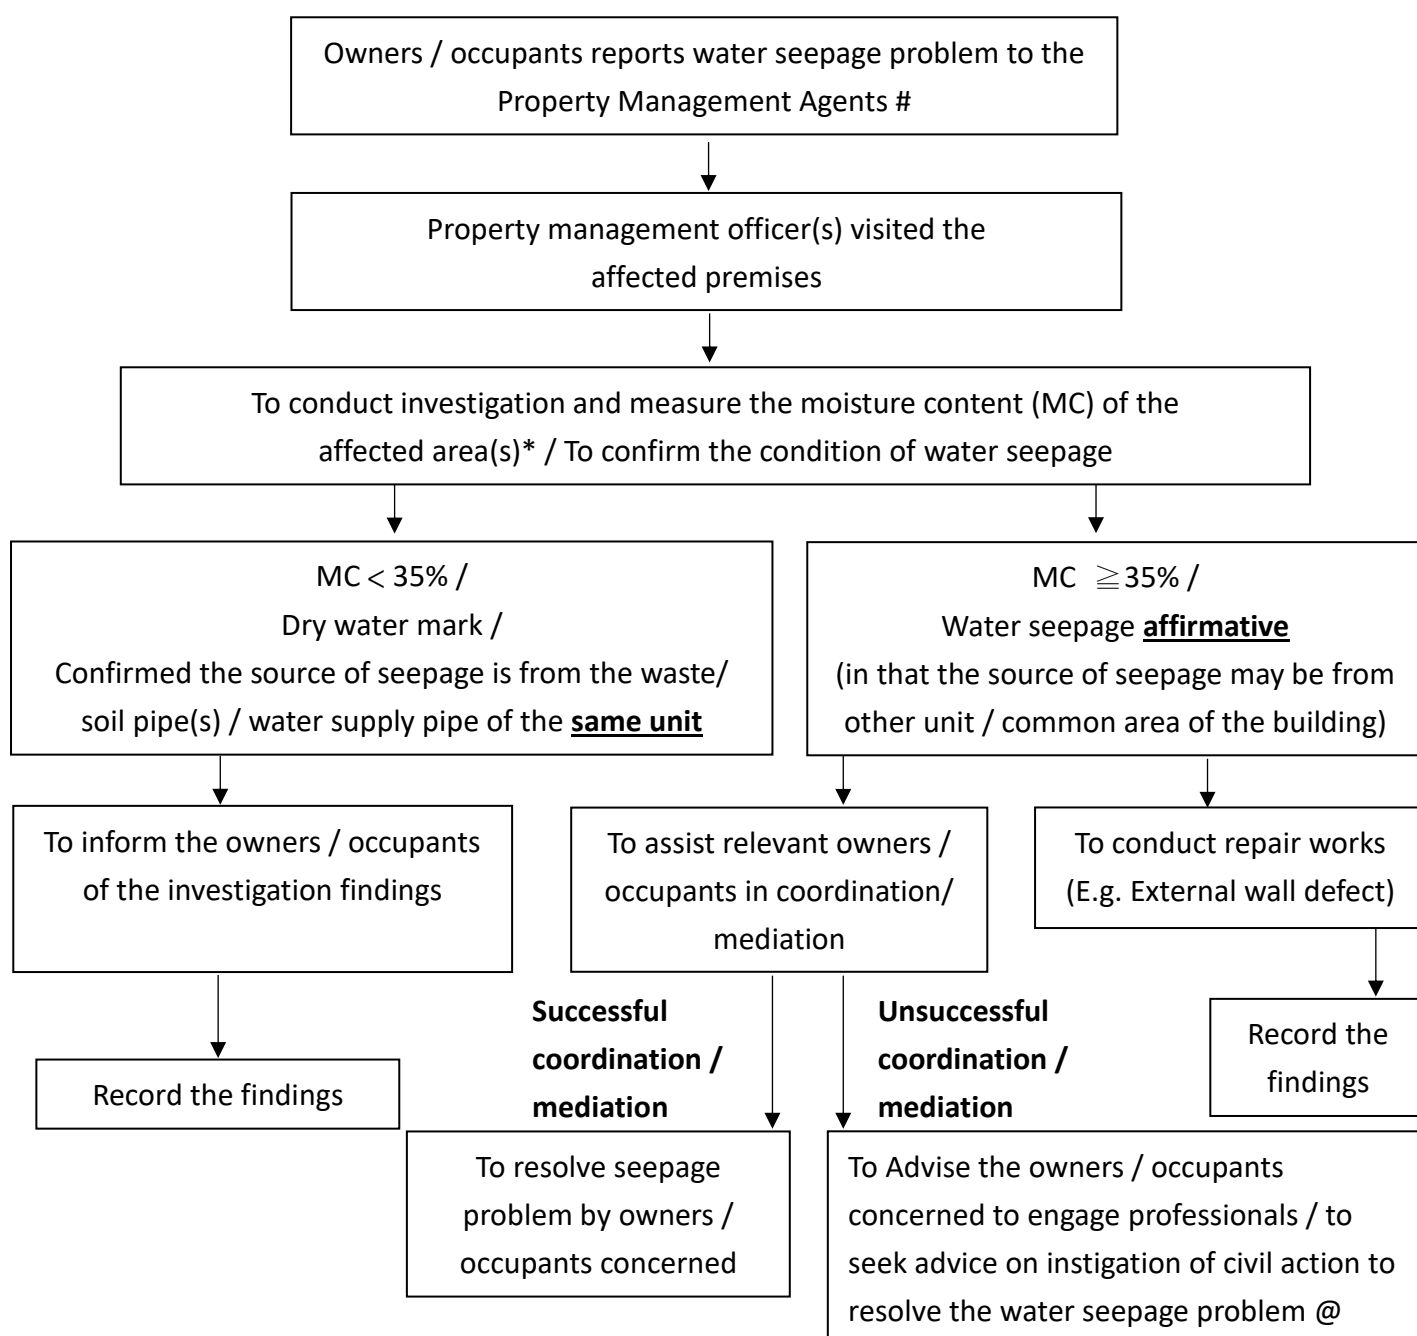 Owners / occupants reports water seepage problem to the
Property Management Agents #
Property management officer(s) visited the
affected premises
To conduct investigation and measure the moisture content (MC) of the
affected area(s)* / To confirm the condition of water seepage
MC < 35% /
Dry water mark /
Confirmed the source of seepage is from the waste/
soil pipe(s) / water supply pipe of the same unit
MC ≧35% /
Water seepage affirmative
(in that the source of seepage may be from
other unit / common area of the building)
To inform the owners / occupants
of the investigation findings
To assist relevant owners /
occupants in coordination/
mediation
To conduct repair works
(E.g. External wall defect)
Record the findings
Successful
coordination /
mediation
Unsuccessful
coordination /
mediation
Record the
findings
To resolve seepage
problem by owners /
occupants concerned
To Advise the owners / occupants
concerned to engage professionals / to
seek advice on instigation of civil action to
resolve the water seepage problem @